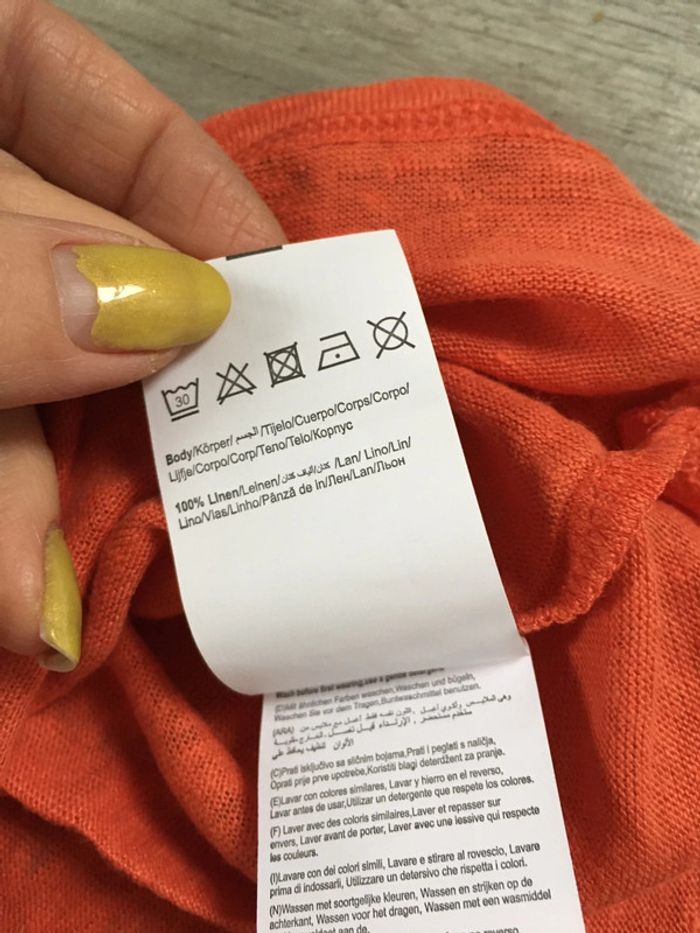 30
Body/Körper/الجسم/Tijelo/Cuerpo/Corps/Corpo/
Lijfje/Corpo/Corp/Тело/Telo/Корпус
100% Linen/Leinen/كتان/ألياف كتان/Lan/ Lino/Lin/
Lino/Vlas/Linho/Pânză de in/Лен/Lan/Льон
Wash before first wearing,use a gentle detergent
(D)Mit ähnlichen Farben waschen,Waschen und bügeln,
Waschen Sie vor dem Tragen,Buntwaschmittel benutzen.
(ARA)
الألوان
(C)Prati isključivo sa sličnim bojama,Prati i peglati s naličja,
Oprati prije prve upotrebe,Koristiti blagi deterdžent za pranje.
(E)Lavar con colores similares, Lavar y hierro en el reverso,
Lavar antes de usar,Utilizar un detergente que respete los colores.
(F) Laver avec des coloris similaires,Laver et repasser sur
envers, Laver avant de porter, Laver avec une lessive qui respecte
les couleurs.
(I)Lavare con dei colori simili, Lavare e stirare al rovescio, Lavare
prima di indossarli, Utilizzare un detersivo che rispetta i colori.
(N)Wassen met soortgelijke kleuren, Wassen en strijken op de
achterkant, Wassen voor het dragen, Wassen met een wasmiddel